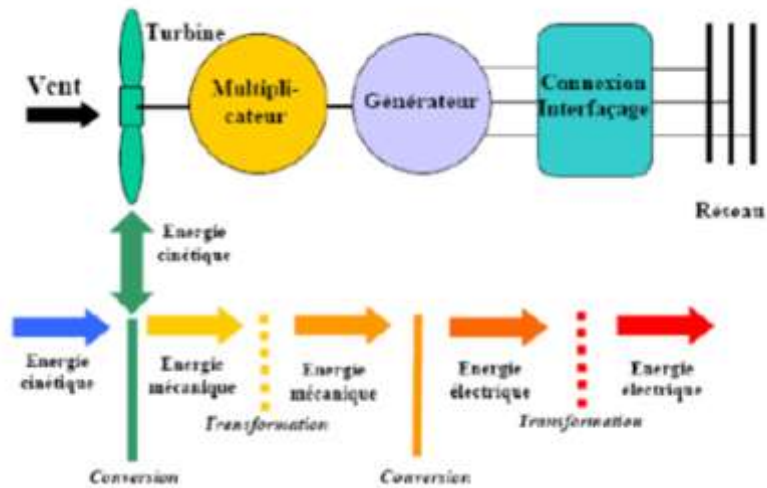 Turbine
Vent
Multipli-
cateur
Générateur
Connexion
Interfaçage
Réseau
Energie
cinétique
Energie
cinétique
Energie
mécanique
Energie
mécanique
Energie
électrique
Energie
électrique
Transformation
Transformation
Conversion
Conversion